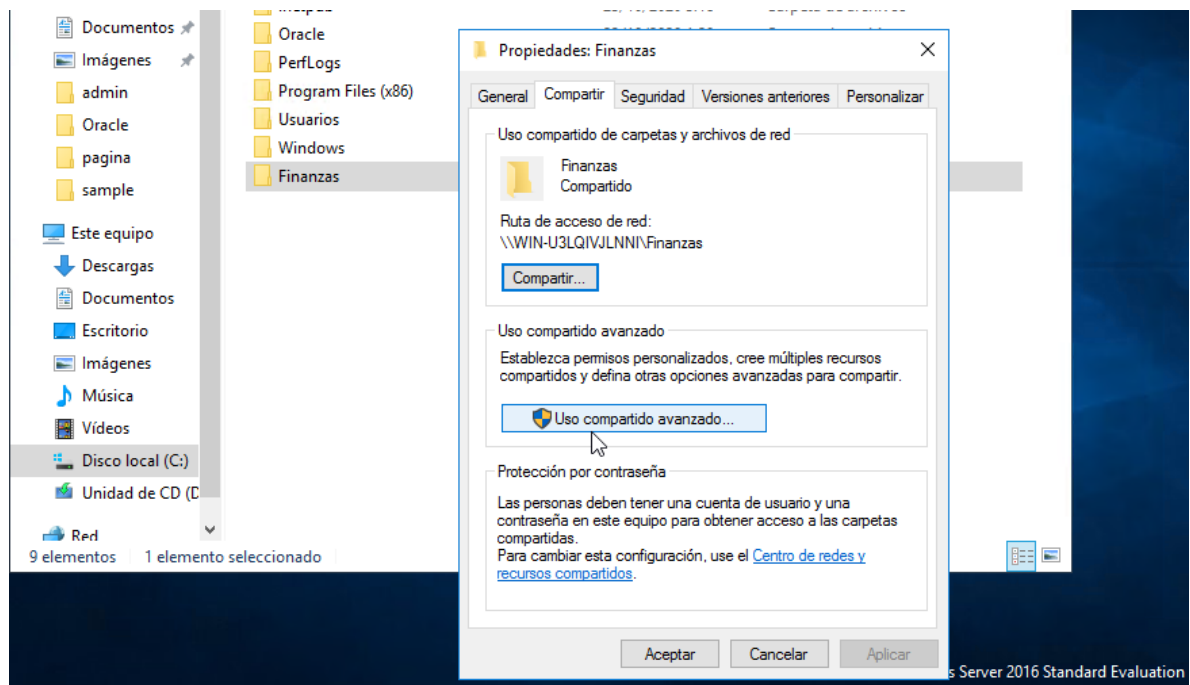 Documentos
Imágenes
admin
Oracle
pagina
sample
Este equipo
Descargas
Documentos
Escritorio
Imágenes
Música
Vídeos
Disco local (C:)
Unidad de CD (D
Red
Oracle
PerfLogs
Program Files (x86)
Usuarios
Windows
Finanzas
9 elementos 1 elemento seleccionado
Propiedades: Finanzas
General Compartir Seguridad Versiones anteriores Personalizar
Uso compartido de carpetas y archivos de red
Finanzas
Compartido
Ruta de acceso de red:
\\WIN-U3LQIVJLNNI\Finanzas
Compartir...
Uso compartido avanzado
Establezca permisos personalizados, cree múltiples recursos
compartidos y defina otras opciones avanzadas para compartir.
Uso compartido avanzado...
Protección por contraseña
Las personas deben tener una cuenta de usuario y una
contraseña en este equipo para obtener acceso a las carpetas
compartidas.
Para cambiar esta configuración, use el Centro de redes y
recursos compartidos.
Aceptar Cancelar Aplicar
s Server 2016 Standard Evaluation